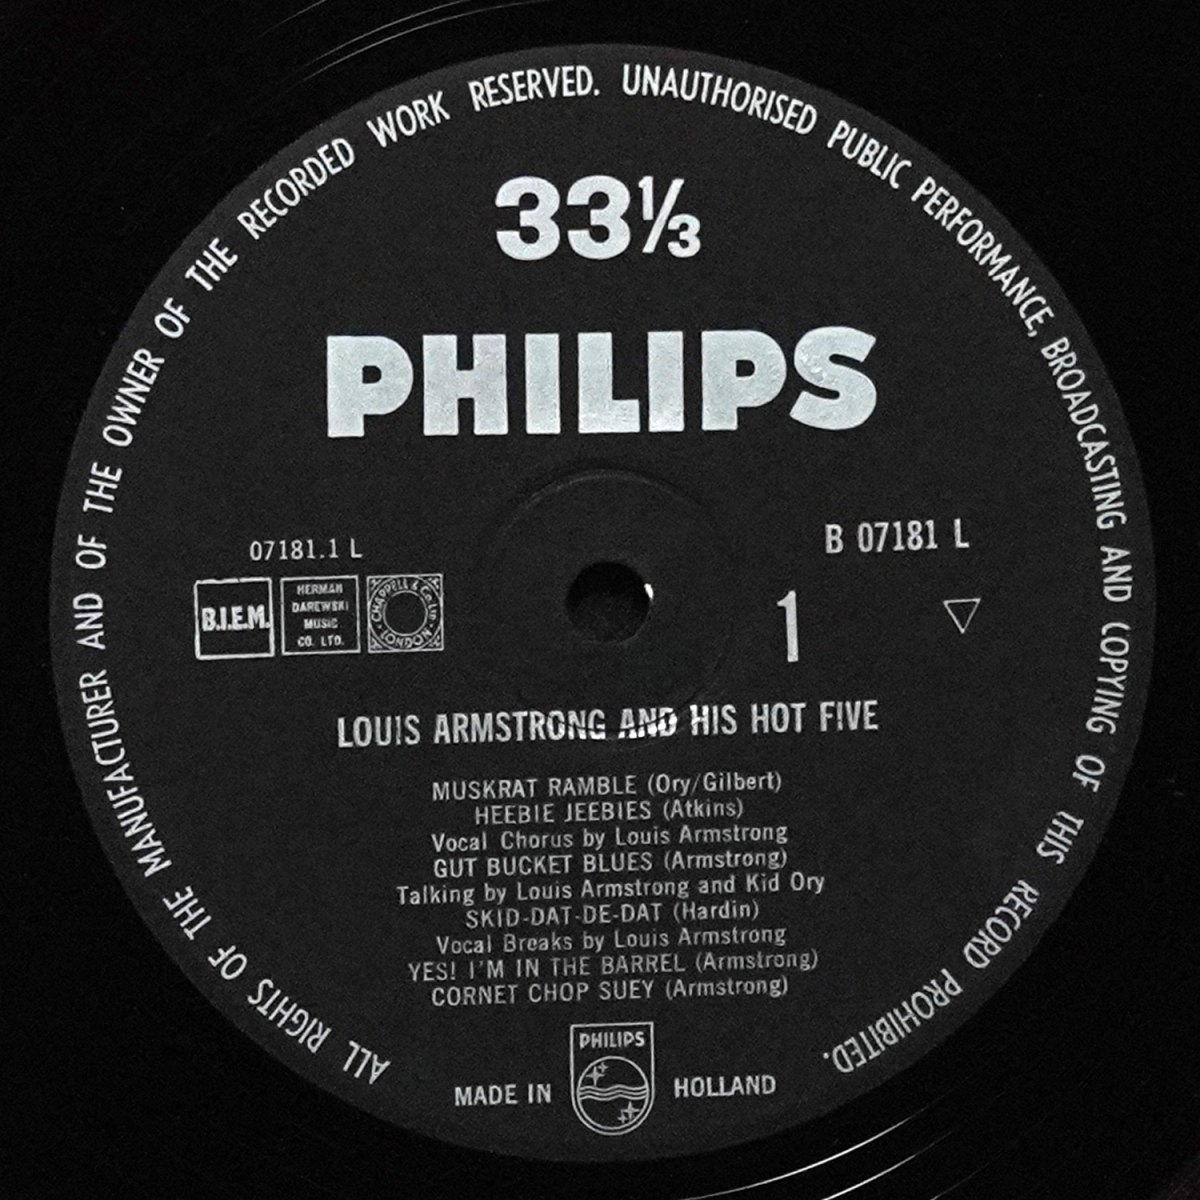 ALL RIGHTS OF THE MANUFACTURER AND OF THE OWNER OF THE RECORDED WORK RESERVED. UNAUTHORISED PUBLIC PERFORMANCE, BROADCASTING AND COPYING OF THIS RECORD PROHIBITED.
33⅓
PHILIPS
07181.1 L
B 07181 L
B.I.E.M.
HERMAN
DAREWSKI
MUSIC
CO. LTD.
CHAPPELL & Co. Ltd.
LONDON
1
LOUIS ARMSTRONG AND HIS HOT FIVE
MUSKRAT RAMBLE (Ory/Gilbert)
HEEBIE JEEBIES (Atkins)
Vocal Chorus by Louis Armstrong
GUT BUCKET BLUES (Armstrong)
Talking by Louis Armstrong and Kid Ory
SKID-DAT-DE-DAT (Hardin)
Vocal Breaks by Louis Armstrong
YES! I'M IN THE BARREL (Armstrong)
CORNET CHOP SUEY (Armstrong)
PHILIPS
MADE IN HOLLAND